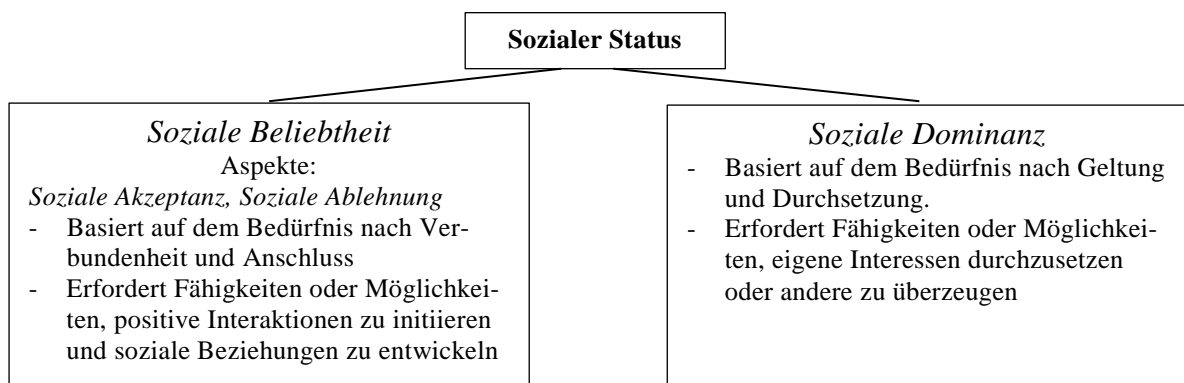 Sozialer Status
Soziale Beliebtheit
Aspekte:
Soziale Akzeptanz, Soziale Ablehnung
- Basiert auf dem Bedürfnis nach Ver-
bundenheit und Anschluss
- Erfordert Fähigkeiten oder Möglichkei-
ten, positive Interaktionen zu initiieren
und soziale Beziehungen zu entwickeln
Soziale Dominanz
- Basiert auf dem Bedürfnis nach Geltung
und Durchsetzung.
- Erfordert Fähigkeiten oder Möglichkei-
ten, eigene Interessen durchzusetzen
oder andere zu überzeugen